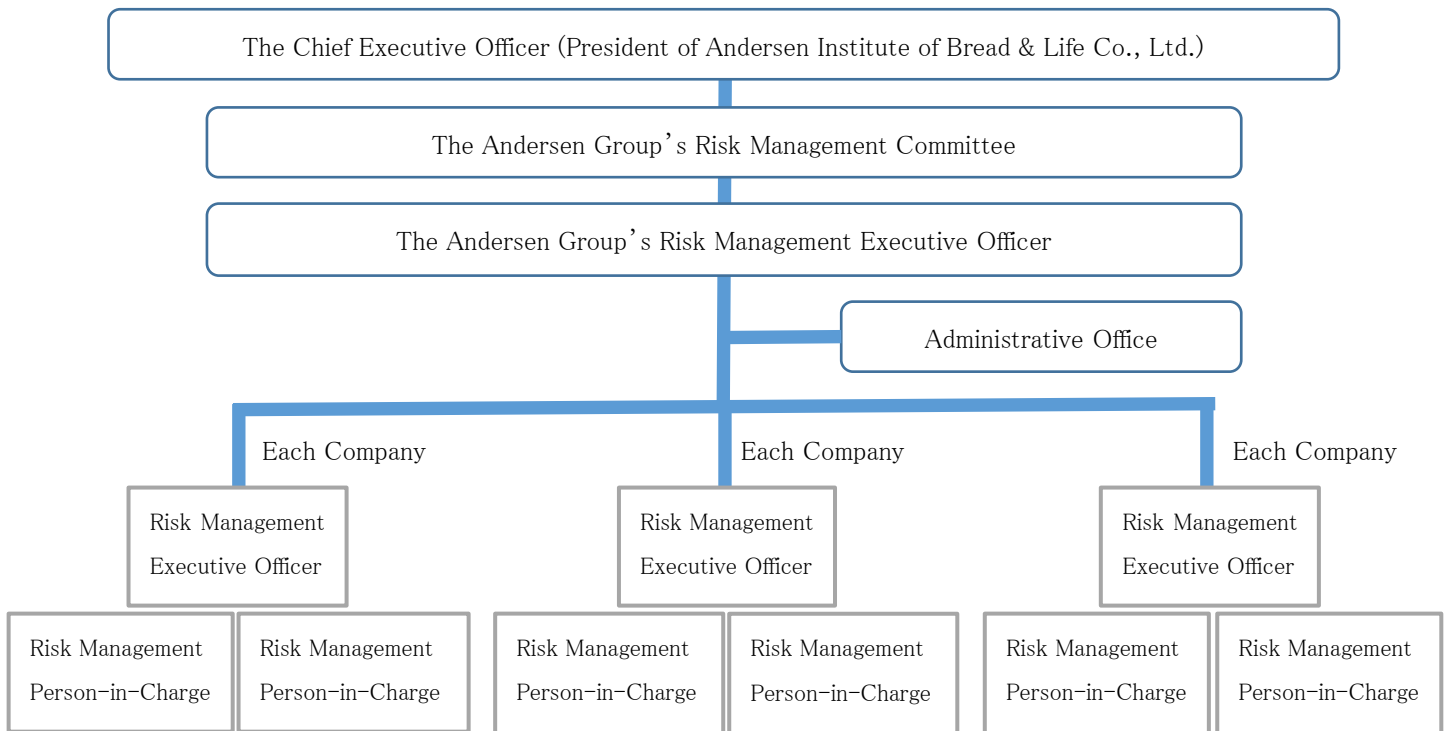 The Chief Executive Officer (President of Andersen Institute of Bread & Life Co., Ltd.)
The Andersen Group’s Risk Management Committee
The Andersen Group’s Risk Management Executive Officer
Administrative Office
Each Company
Each Company
Each Company
Risk Management
Executive Officer
Risk Management
Executive Officer
Risk Management
Executive Officer
Risk Management
Person-in-Charge
Risk Management
Person-in-Charge
Risk Management
Person-in-Charge
Risk Management
Person-in-Charge
Risk Management
Person-in-Charge
Risk Management
Person-in-Charge